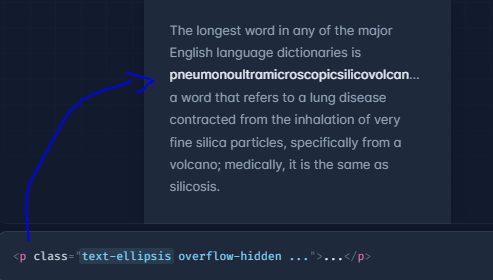 The longest word in any of the major
English language dictionaries is
pneumonoultramicroscopicsilicovolcan...
a word that refers to a lung disease
contracted from the inhalation of very
fine silica particles, specifically from a
volcano; medically, it is the same as
silicosis.
<p class="text-ellipsis overflow-hidden ...">...</p>